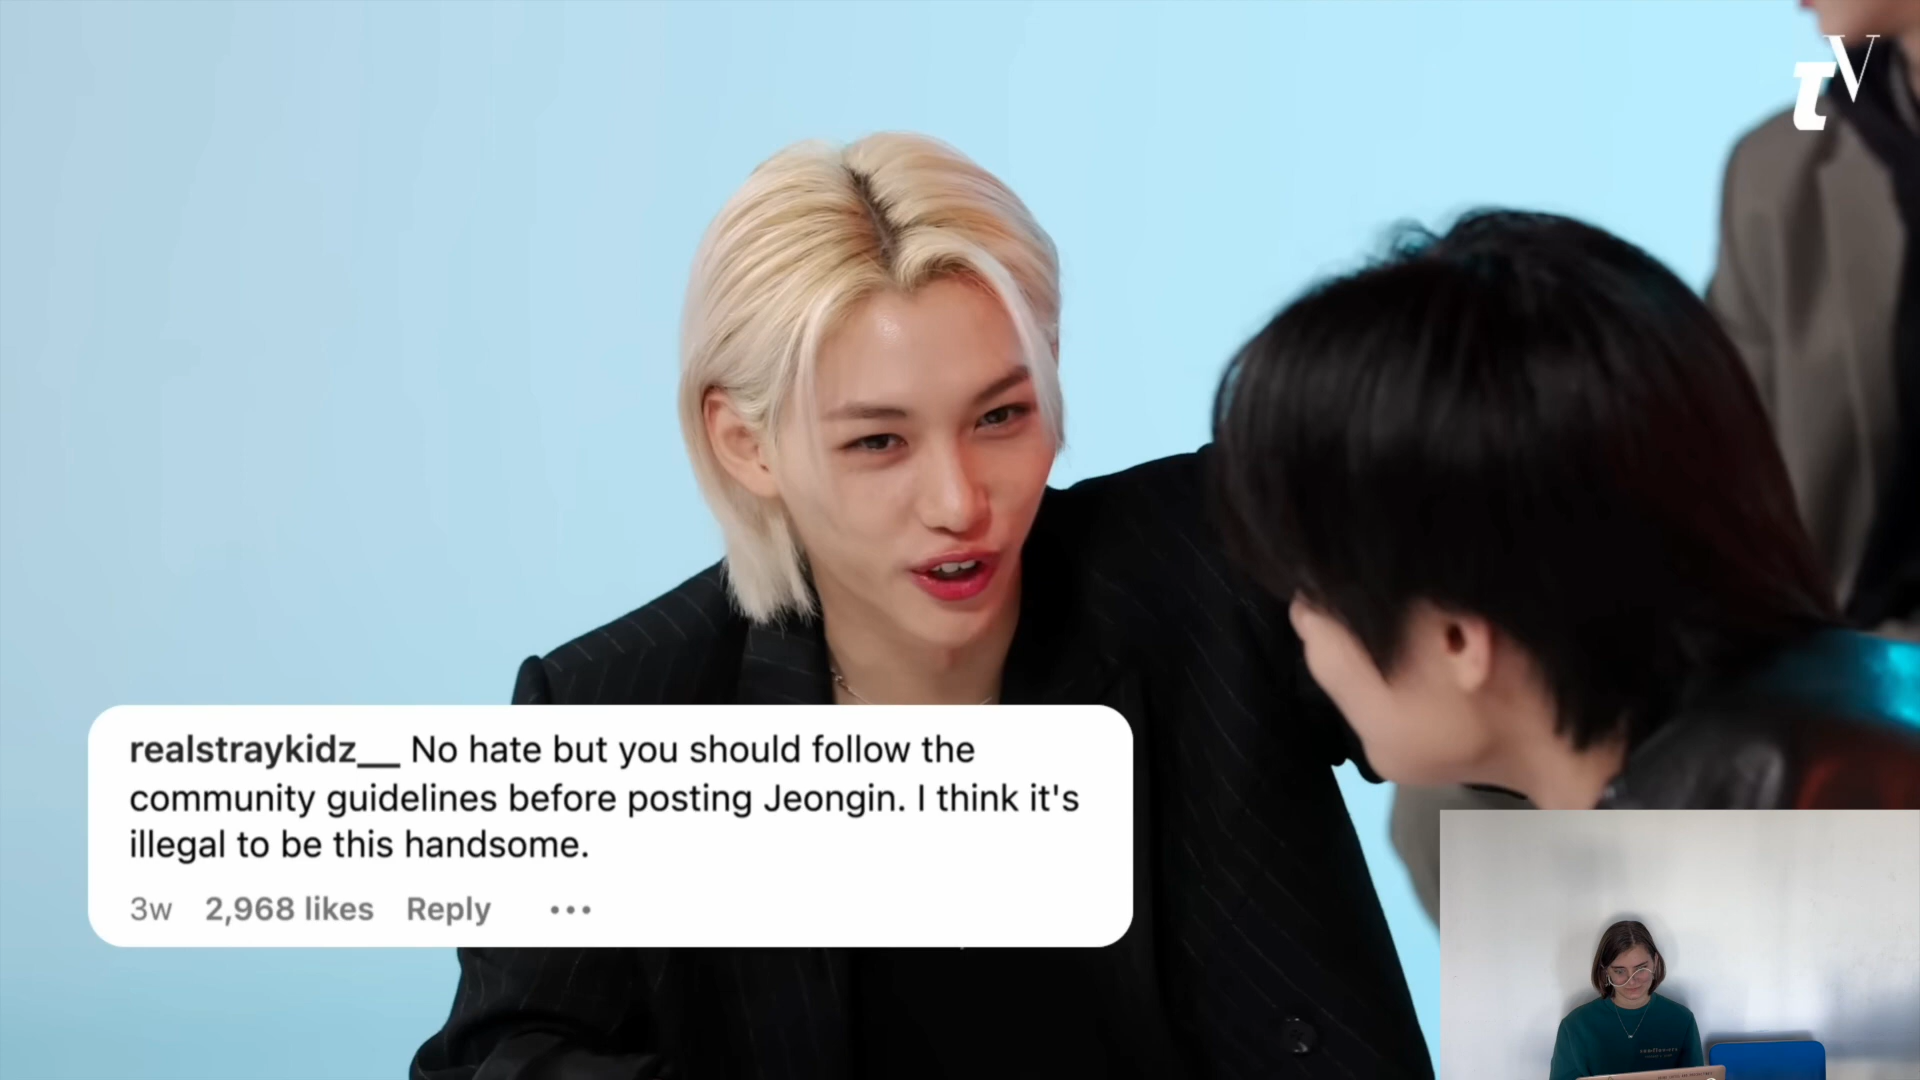 tV
realstraykidz__ No hate but you should follow the
community guidelines before posting Jeongin. I think it's
illegal to be this handsome.
3w 2,968 likes Reply ...